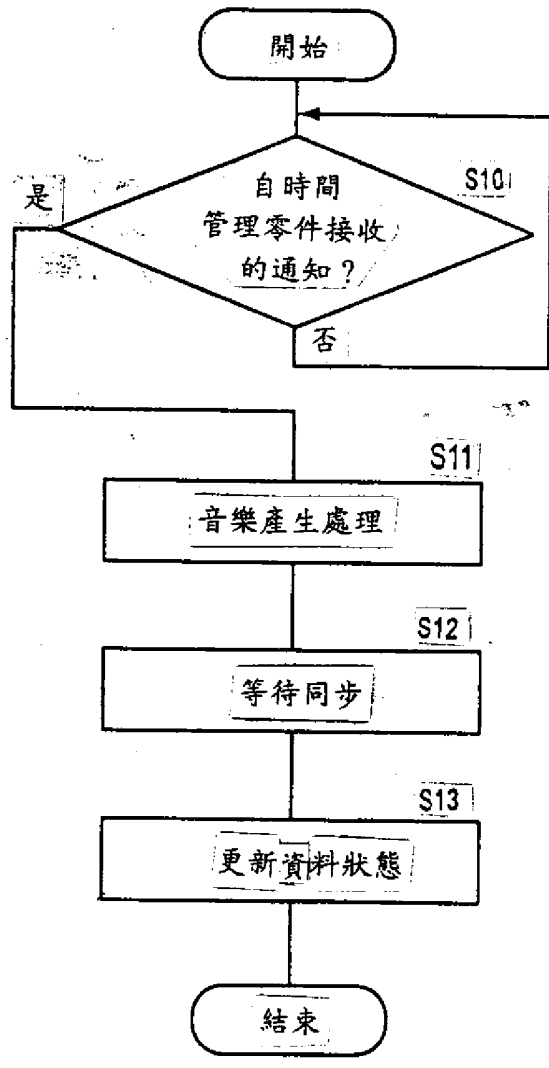 開始
S10
自時間
管理零件接收
的通知?
是
否
S11
音樂產生處理
S12
等待同步
S13
更新資料狀態
結束